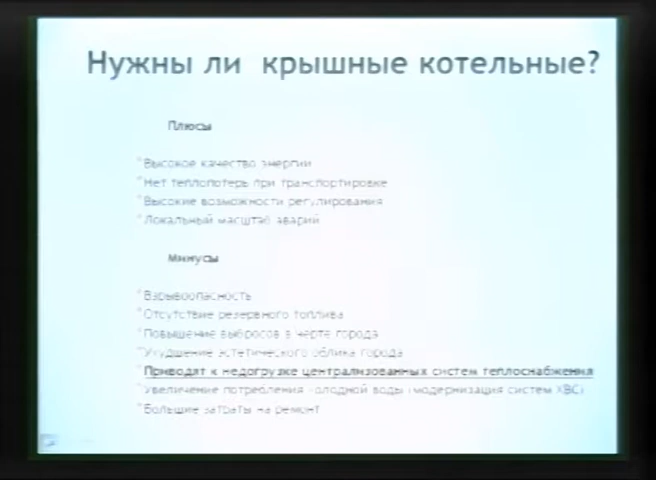 Нужны ли крышные котельные?
Плюсы
Высокое качество энергии
Нет теплопотерь при транспортировке
Высокие возможности регулирования
Локальный масштаб аварий
Минусы
Взрывоопасность
Отсутствие резервного топлива
Повышение выбросов в черте города
Ухудшение эстетического облика города
Приводят к недогрузке централизованных систем теплоснабжения
Увеличение потребления холодной воды (модернизация систем ХВС)
Большие затраты на ремонт